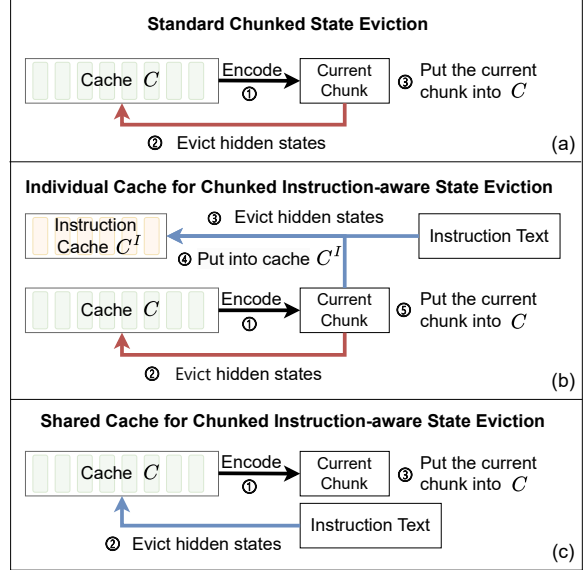 Standard Chunked State Eviction
Cache C
Encode
①
Current
Chunk
③ Put the current
chunk into C
② Evict hidden states
(a)
Individual Cache for Chunked Instruction-aware State Eviction
③ Evict hidden states
Instruction
Cache C^I
Instruction Text
④ Put into cache C^I
Cache C
Encode
①
Current
Chunk
⑤ Put the current
chunk into C
② Evict hidden states
(b)
Shared Cache for Chunked Instruction-aware State Eviction
Cache C
Encode
①
Current
Chunk
③ Put the current
chunk into C
Instruction Text
② Evict hidden states
(c)